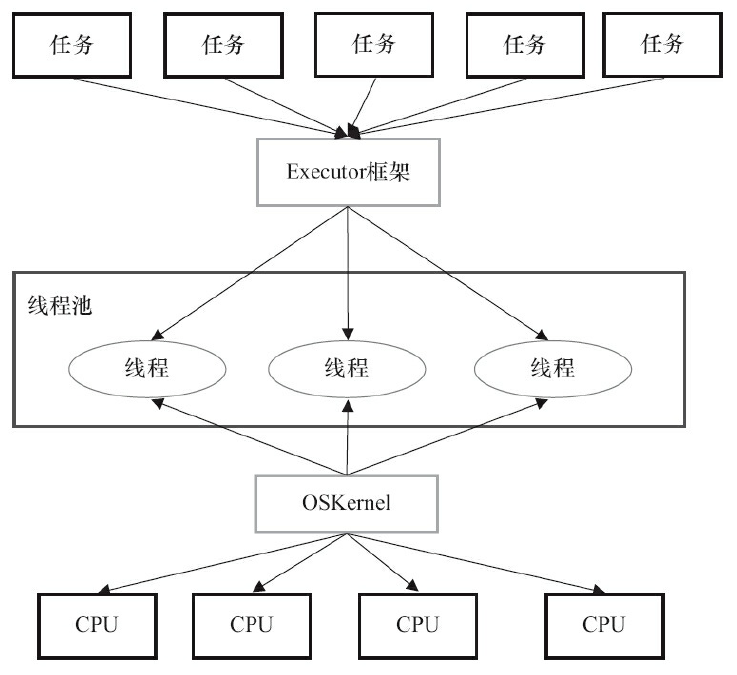 任务 任务 任务 任务 任务
Executor框架
线程池
线程 线程 线程
OSKernel
CPU CPU CPU CPU